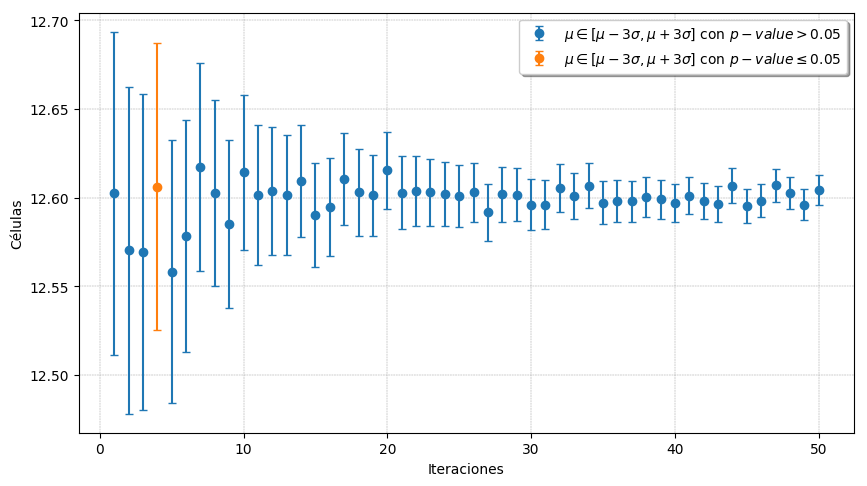 12.70
12.65
12.60
12.55
12.50
Células
0 10 20 30 40 50
Iteraciones
μ ∈ [μ − 3σ, μ + 3σ] con p − value > 0.05
μ ∈ [μ − 3σ, μ + 3σ] con p − value ≤ 0.05